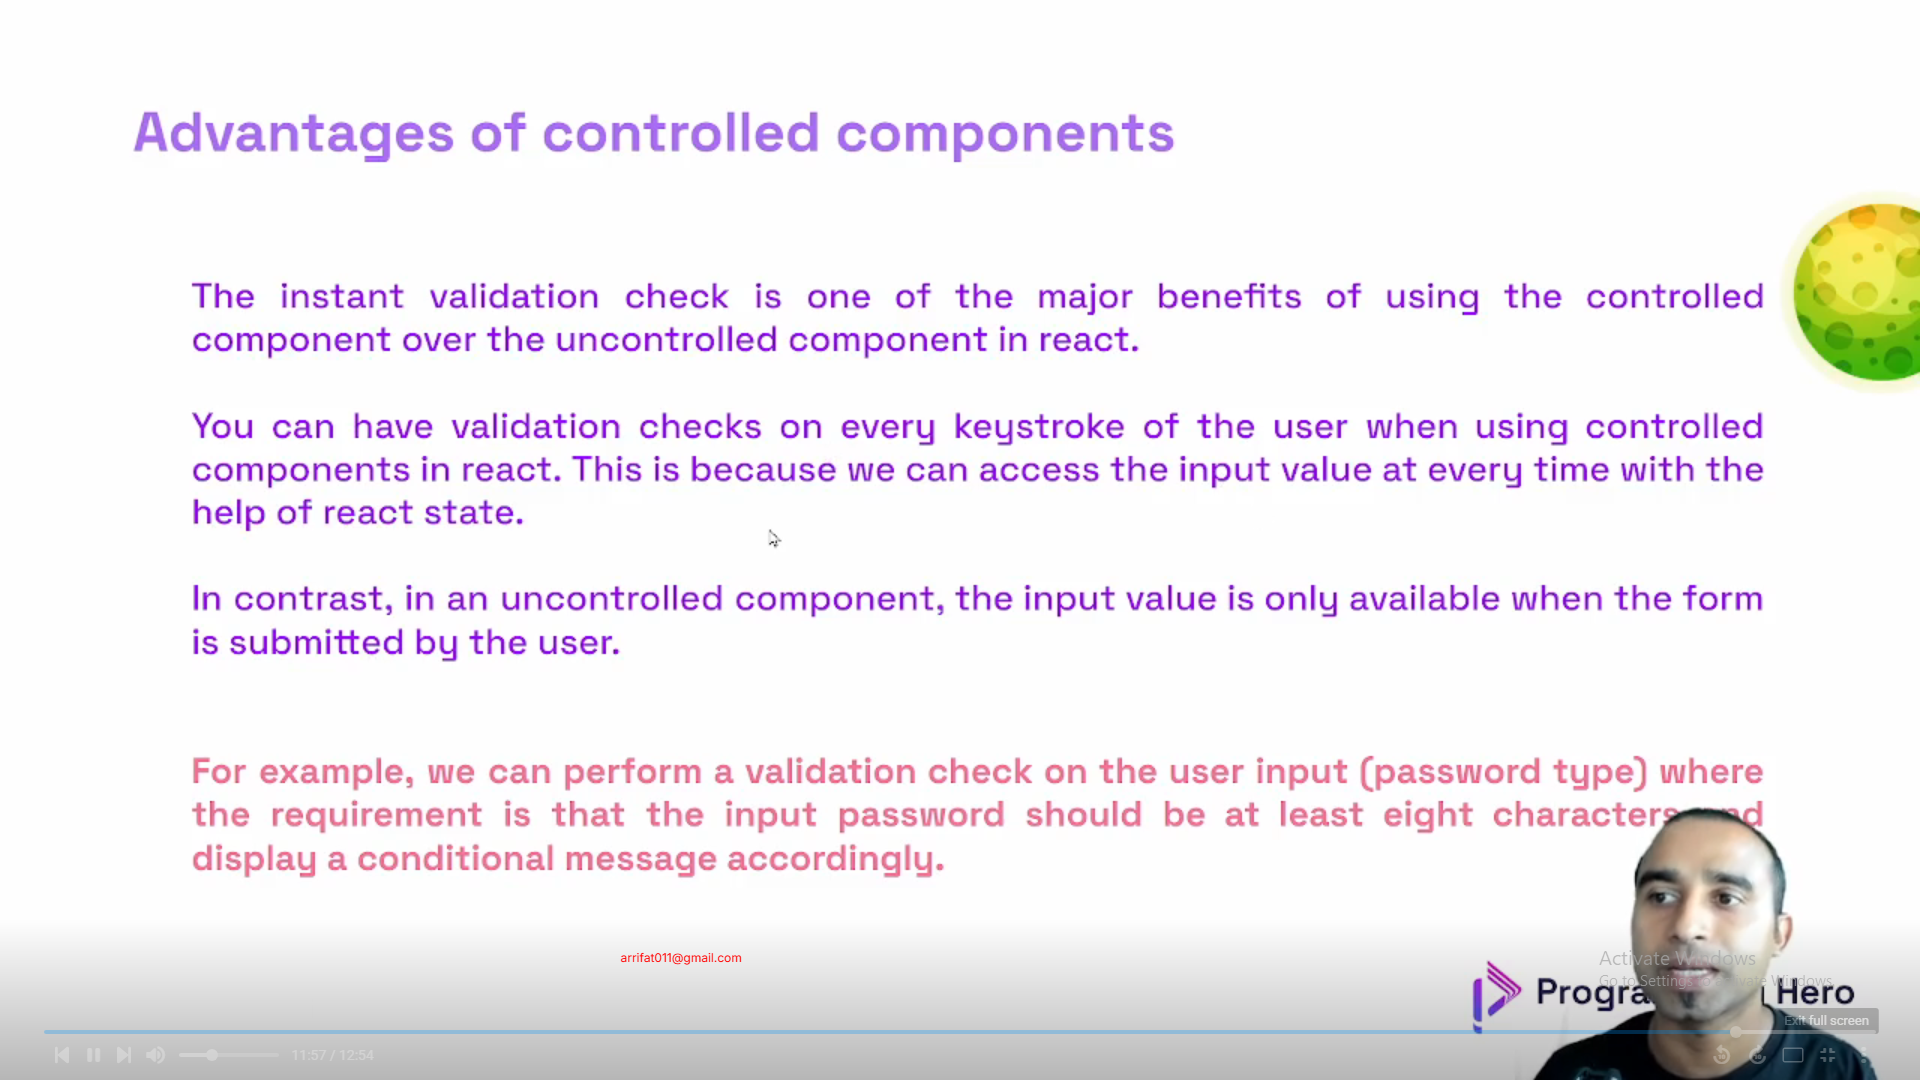 Advantages of controlled components
The instant validation check is one of the major benefits of using the controlled
component over the uncontrolled component in react.
You can have validation checks on every keystroke of the user when using controlled
components in react. This is because we can access the input value at every time with the
help of react state.
In contrast, in an uncontrolled component, the input value is only available when the form
is submitted by the user.
For example, we can perform a validation check on the user input (password type) where
the requirement is that the input password should be at least eight characters
display a conditional message accordingly.
arrifat011@gmail.com
Activate Windows
Go to Settings to activate Windows.
Hero
Exit full screen
11:57 / 12:54